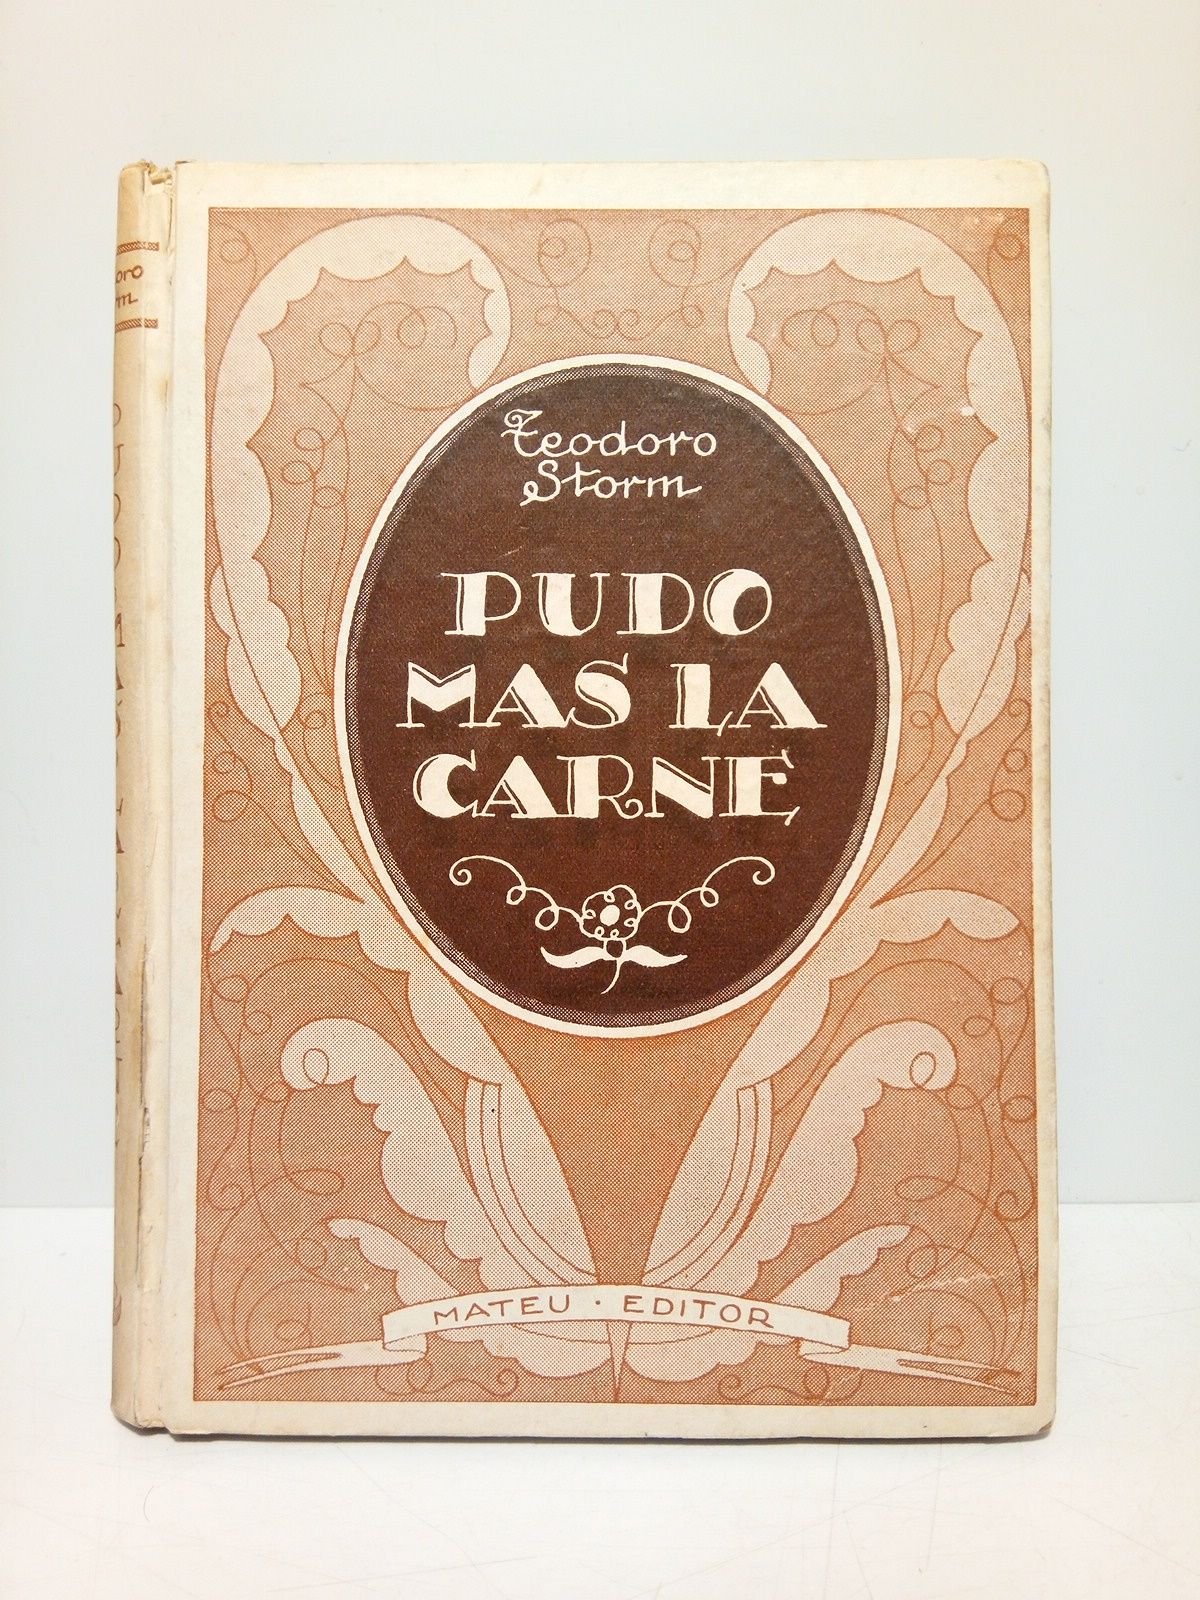 Teodoro
Storm
PUDO
MAS LA
CARNE
MATEU · EDITOR